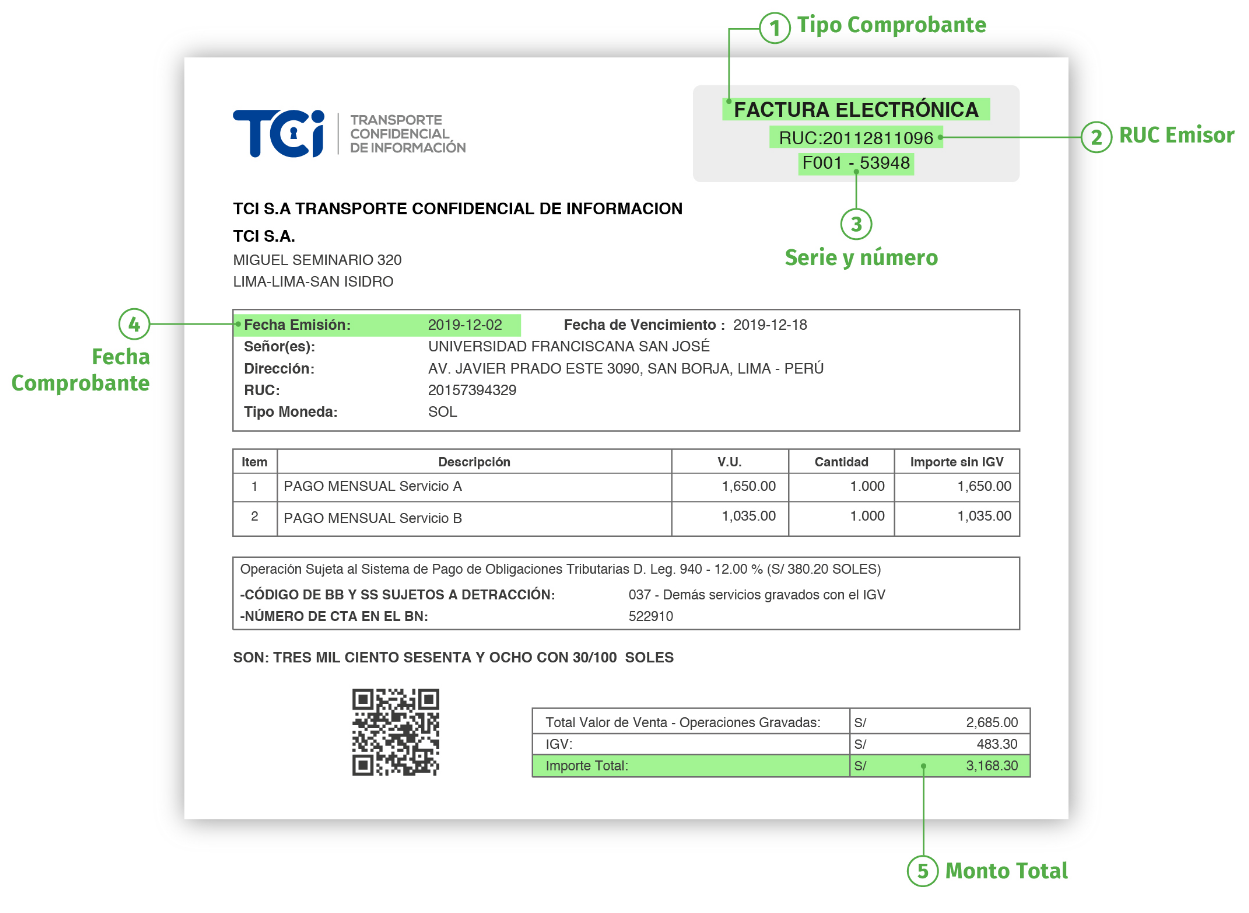 1 Tipo Comprobante
TCi TRANSPORTE
CONFIDENCIAL
DE INFORMACIÓN
FACTURA ELECTRÓNICA
RUC:20112811096
F001 - 53948
2 RUC Emisor
3
Serie y número
TCI S.A TRANSPORTE CONFIDENCIAL DE INFORMACION
TCI S.A.
MIGUEL SEMINARIO 320
LIMA-LIMA-SAN ISIDRO
4
Fecha
Comprobante
Fecha Emisión: 2019-12-02 Fecha de Vencimiento : 2019-12-18
Señor(es): UNIVERSIDAD FRANCISCANA SAN JOSÉ
Dirección: AV. JAVIER PRADO ESTE 3090, SAN BORJA, LIMA - PERÚ
RUC: 20157394329
Tipo Moneda: SOL
Item Descripción V.U. Cantidad Importe sin IGV
1 PAGO MENSUAL Servicio A 1,650.00 1.000 1,650.00
2 PAGO MENSUAL Servicio B 1,035.00 1.000 1,035.00
Operación Sujeta al Sistema de Pago de Obligaciones Tributarias D. Leg. 940 - 12.00 % (S/ 380.20 SOLES)
-CÓDIGO DE BB Y SS SUJETOS A DETRACCIÓN: 037 - Demás servicios gravados con el IGV
-NÚMERO DE CTA EN EL BN: 522910
SON: TRES MIL CIENTO SESENTA Y OCHO CON 30/100 SOLES
Total Valor de Venta - Operaciones Gravadas: S/ 2,685.00
IGV: S/ 483.30
Importe Total: S/ 3,168.30
5 Monto Total